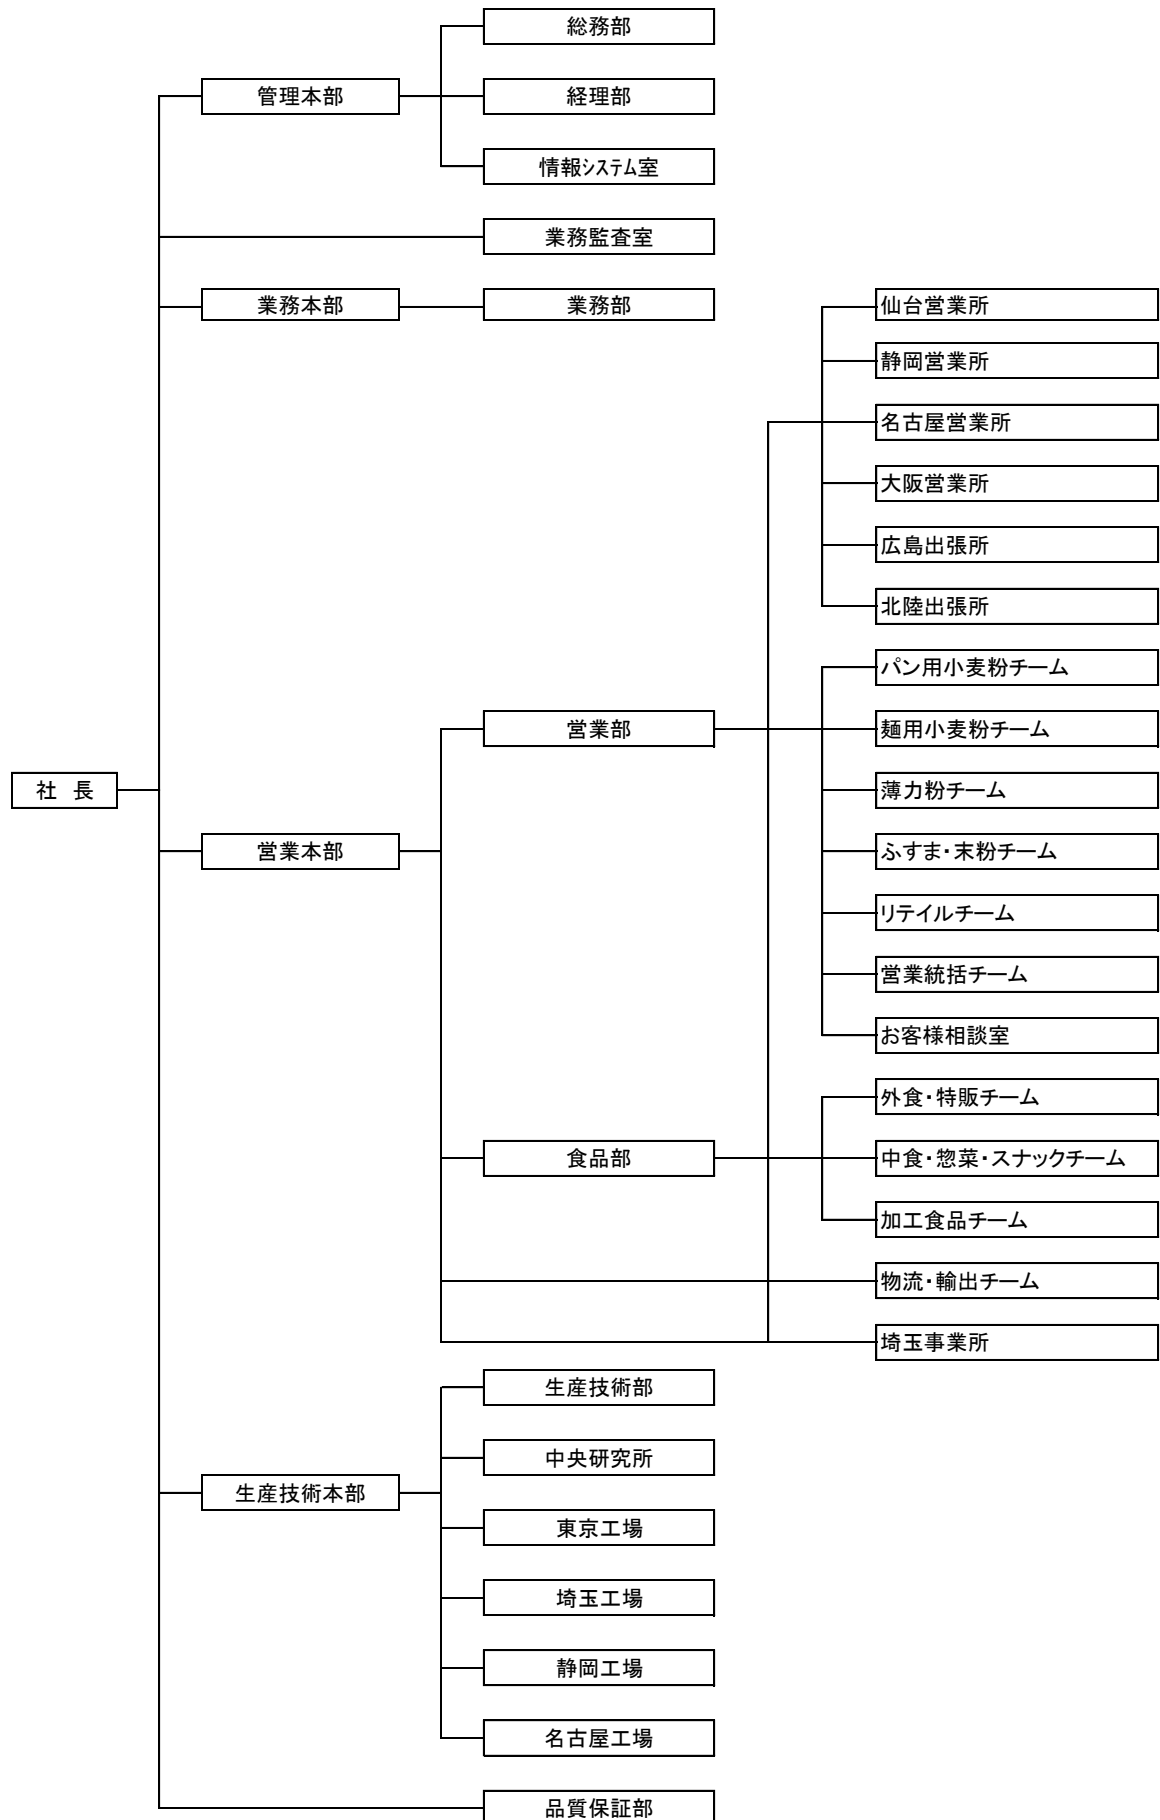 総務部
管理本部
経理部
情報システム室
業務監査室
業務本部
業務部
仙台営業所
静岡営業所
名古屋営業所
大阪営業所
広島出張所
北陸出張所
パン用小麦粉チーム
営業部
麺用小麦粉チーム
社 長
薄力粉チーム
営業本部
ふすま・末粉チーム
リテイルチーム
営業統括チーム
お客様相談室
外食・特販チーム
食品部
中食・惣菜・スナックチーム
加工食品チーム
物流・輸出チーム
埼玉事業所
生産技術部
中央研究所
生産技術本部
東京工場
埼玉工場
静岡工場
名古屋工場
品質保証部